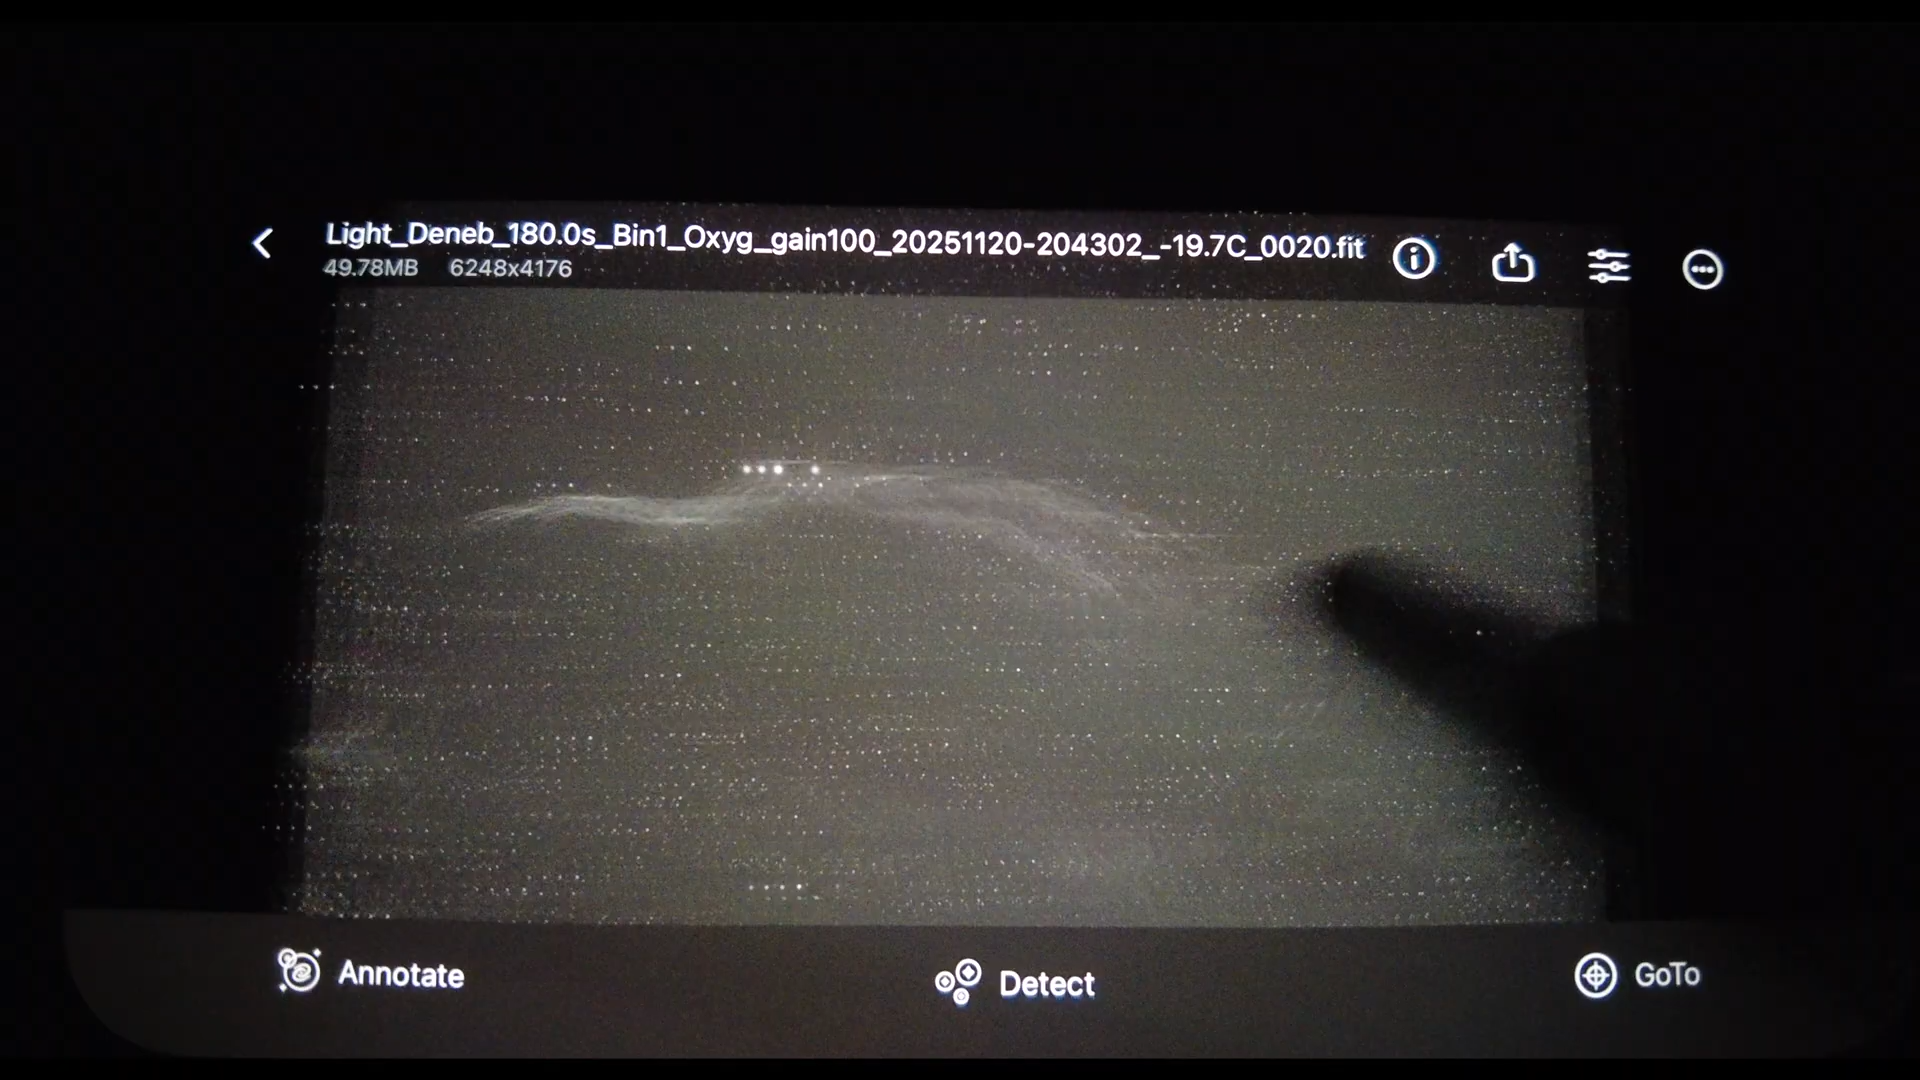 Light_Deneb_180.0s_Bin1_Oxyg_gain100_20251120-204302_-19.7C_0020.fit
49.78MB 6248x4176
Annotate
Detect
GoTo